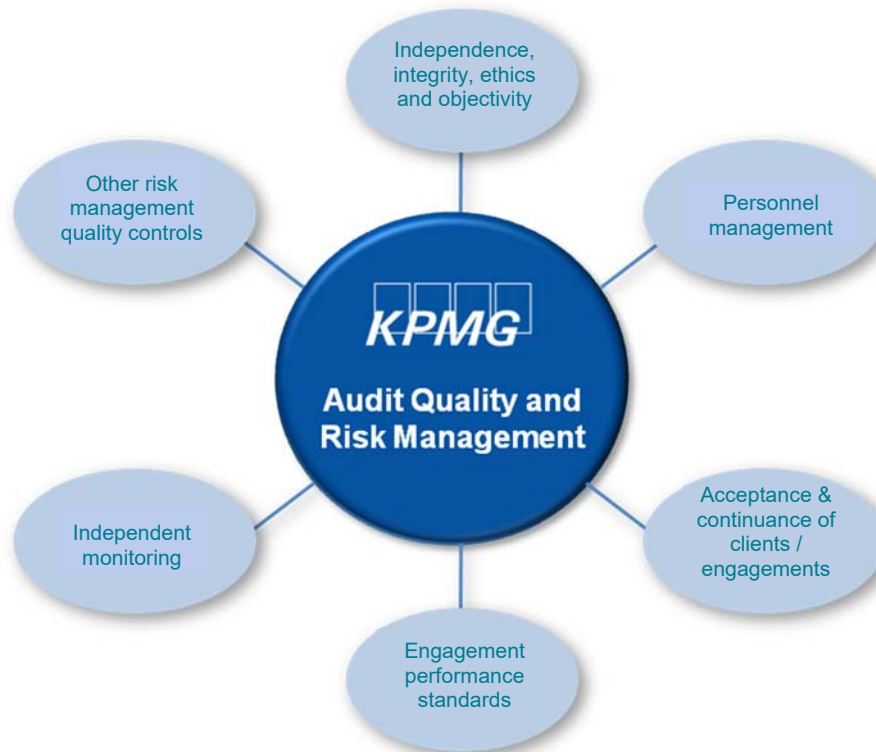 Independence,
integrity, ethics
and objectivity
Other risk
management
quality controls
Personnel
management
KPMG
Audit Quality and
Risk Management
Independent
monitoring
Acceptance &
continuance of
clients /
engagements
Engagement
performance
standards